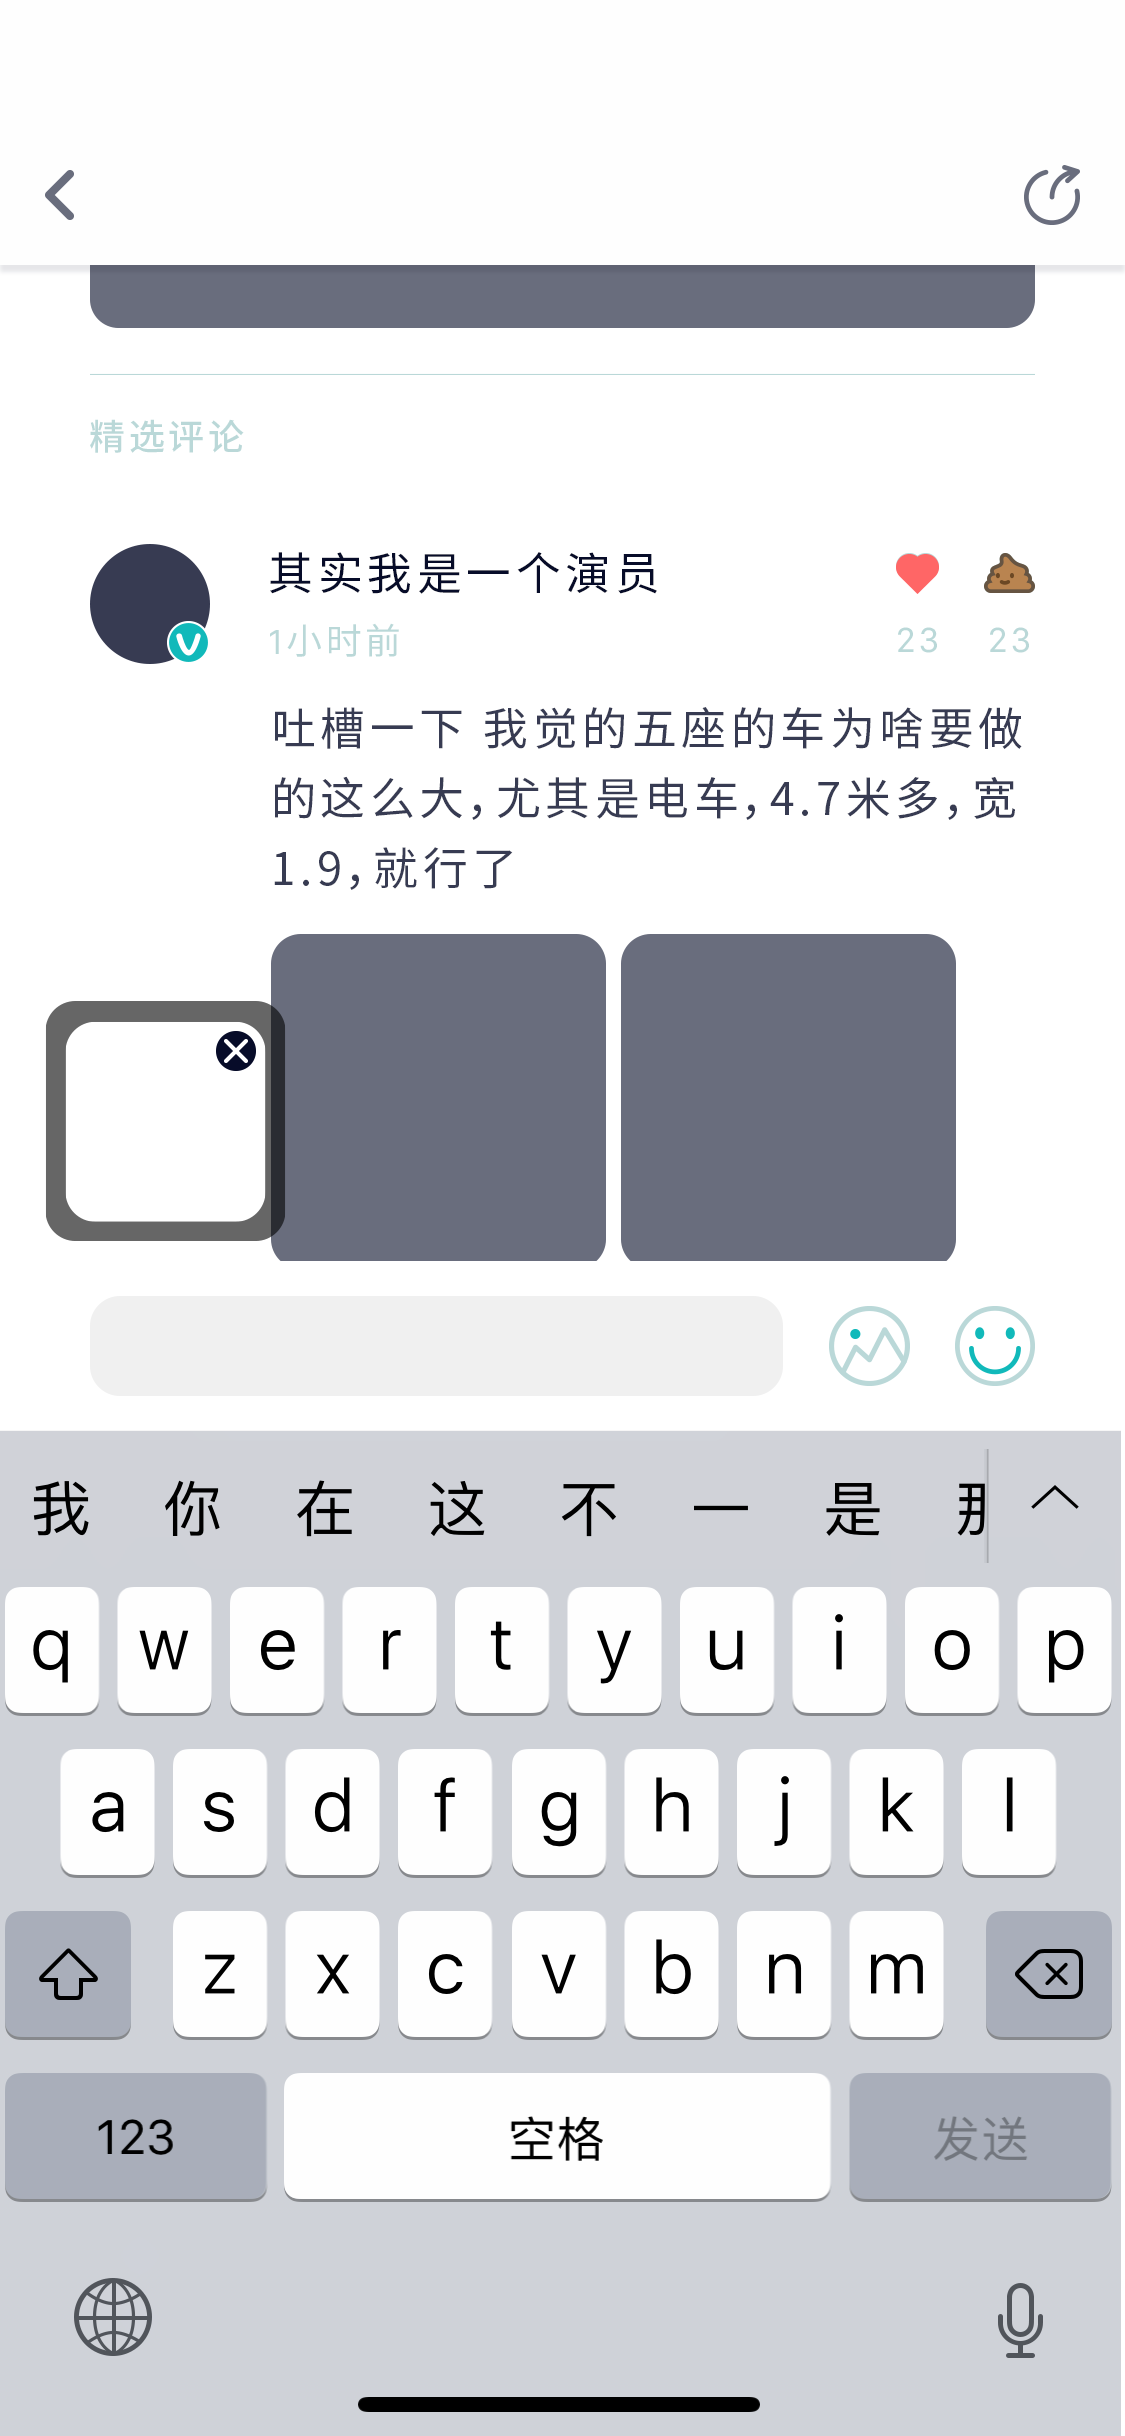 精选评论
其实我是一个演员
1小时前
23 23
吐槽一下 我觉的五座的车为啥要做
的这么大，尤其是电车，4.7米多，宽
1.9，就行了
我 你 在 这 不 一 是
q w e r t y u i o p
a s d f g h j k l
z x c v b n m
123 空格 发送